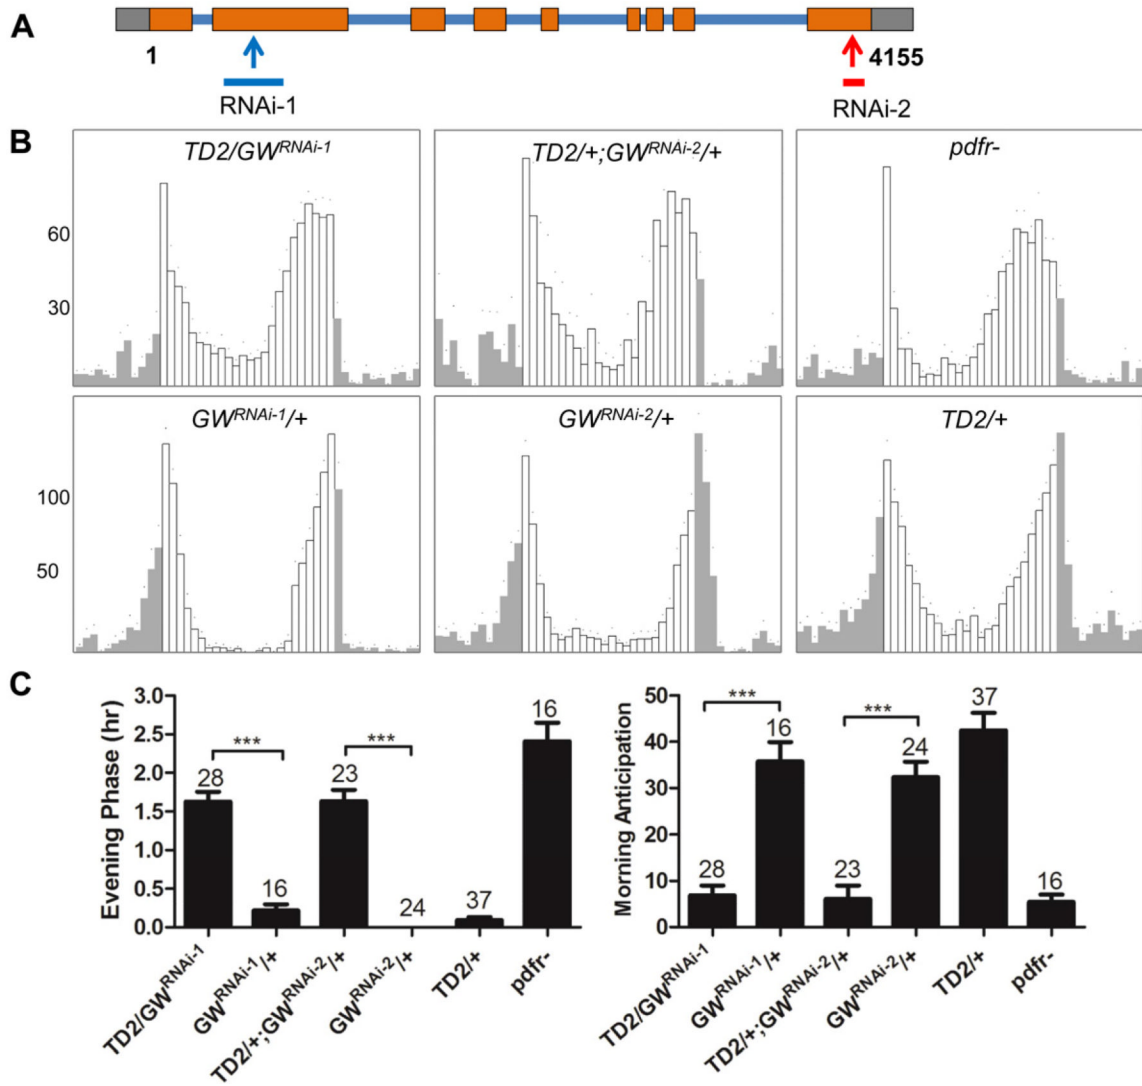 A
1
4155
RNAi-1
RNAi-2
B
TD2/GW^RNAi-1
TD2/+;GW^RNAi-2/+
pdfr-
60
30
GW^RNAi-1/+
GW^RNAi-2/+
TD2/+
100
50
C
Evening Phase (hr)
3.0
2.5
2.0
1.5
1.0
0.5
0.0
28
***
16
23
***
24
37
16
TD2/GW^RNAi-1
GW^RNAi-1/+
TD2/+;GW^RNAi-2/+
GW^RNAi-2/+
TD2/+
pdfr-
Morning Anticipation
50
40
30
20
10
0
28
***
16
23
***
24
37
16
TD2/GW^RNAi-1
GW^RNAi-1/+
TD2/+;GW^RNAi-2/+
GW^RNAi-2/+
TD2/+
pdfr-